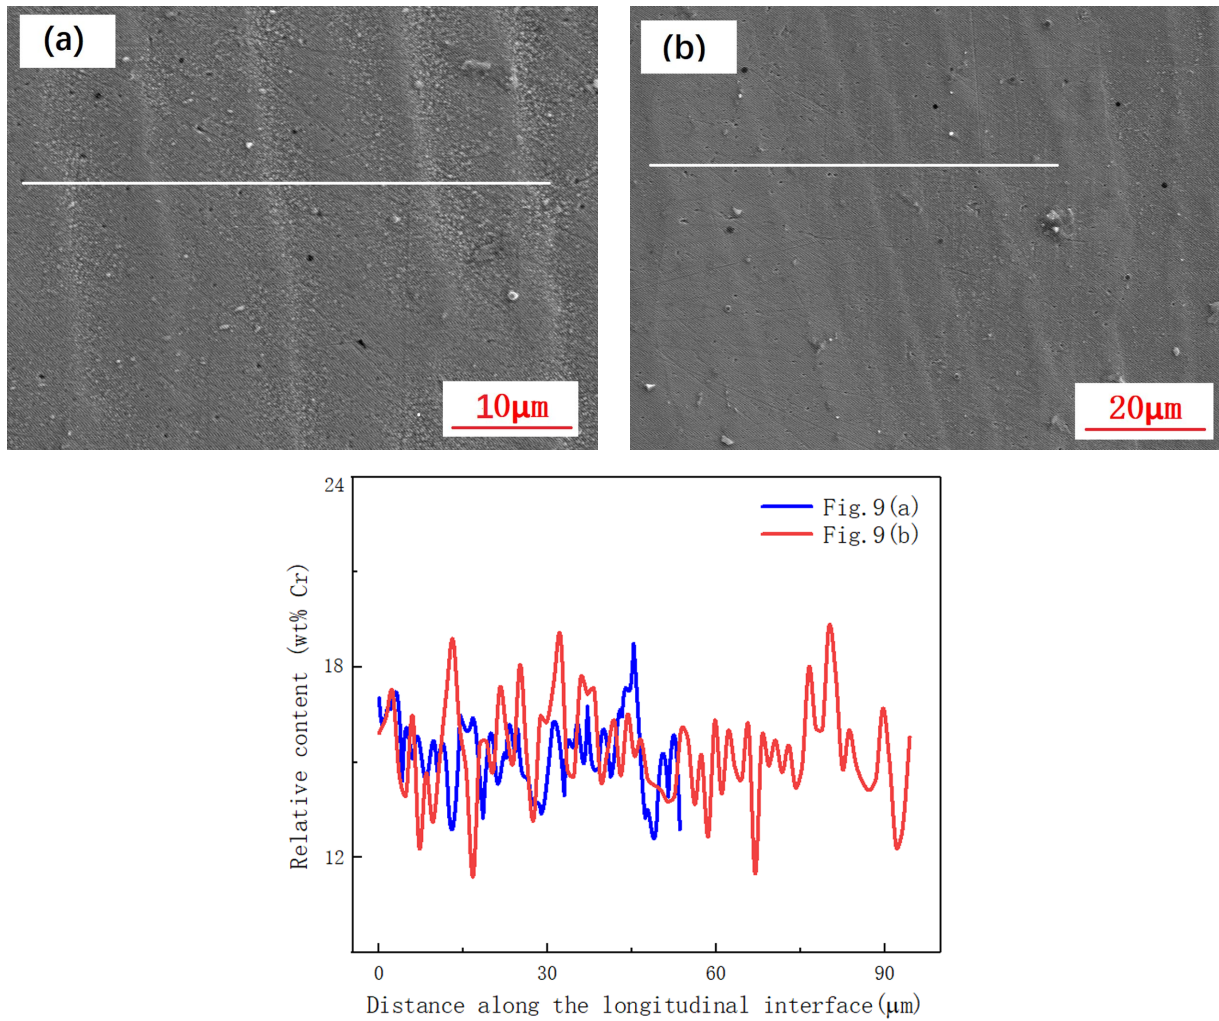 (a)
(b)
10μm
20μm
24
18
12
Relative content (wt% Cr)
Fig.9(a)
Fig.9(b)
0
30
60
90
Distance along the longitudinal interface(μm)